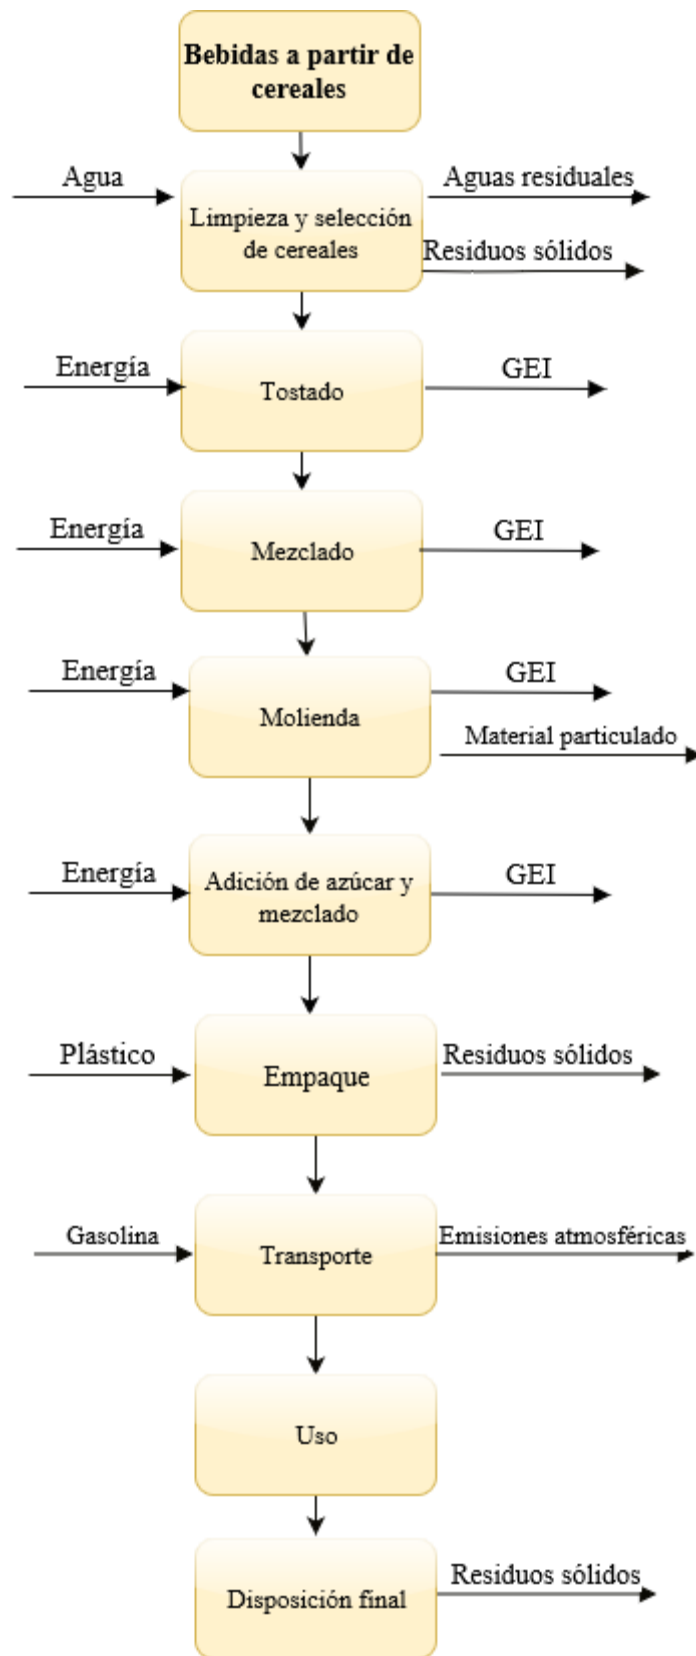 Bebidas a partir de
cereales
Agua
Aguas residuales
Limpieza y selección
de cereales
Residuos sólidos
Energía
Tostado
GEI
Energía
Mezclado
GEI
Energía
Molienda
GEI
Material particulado
Energía
Adición de azúcar y
mezclado
GEI
Plástico
Empaque
Residuos sólidos
Gasolina
Transporte
Emisiones atmosféricas
Uso
Disposición final
Residuos sólidos